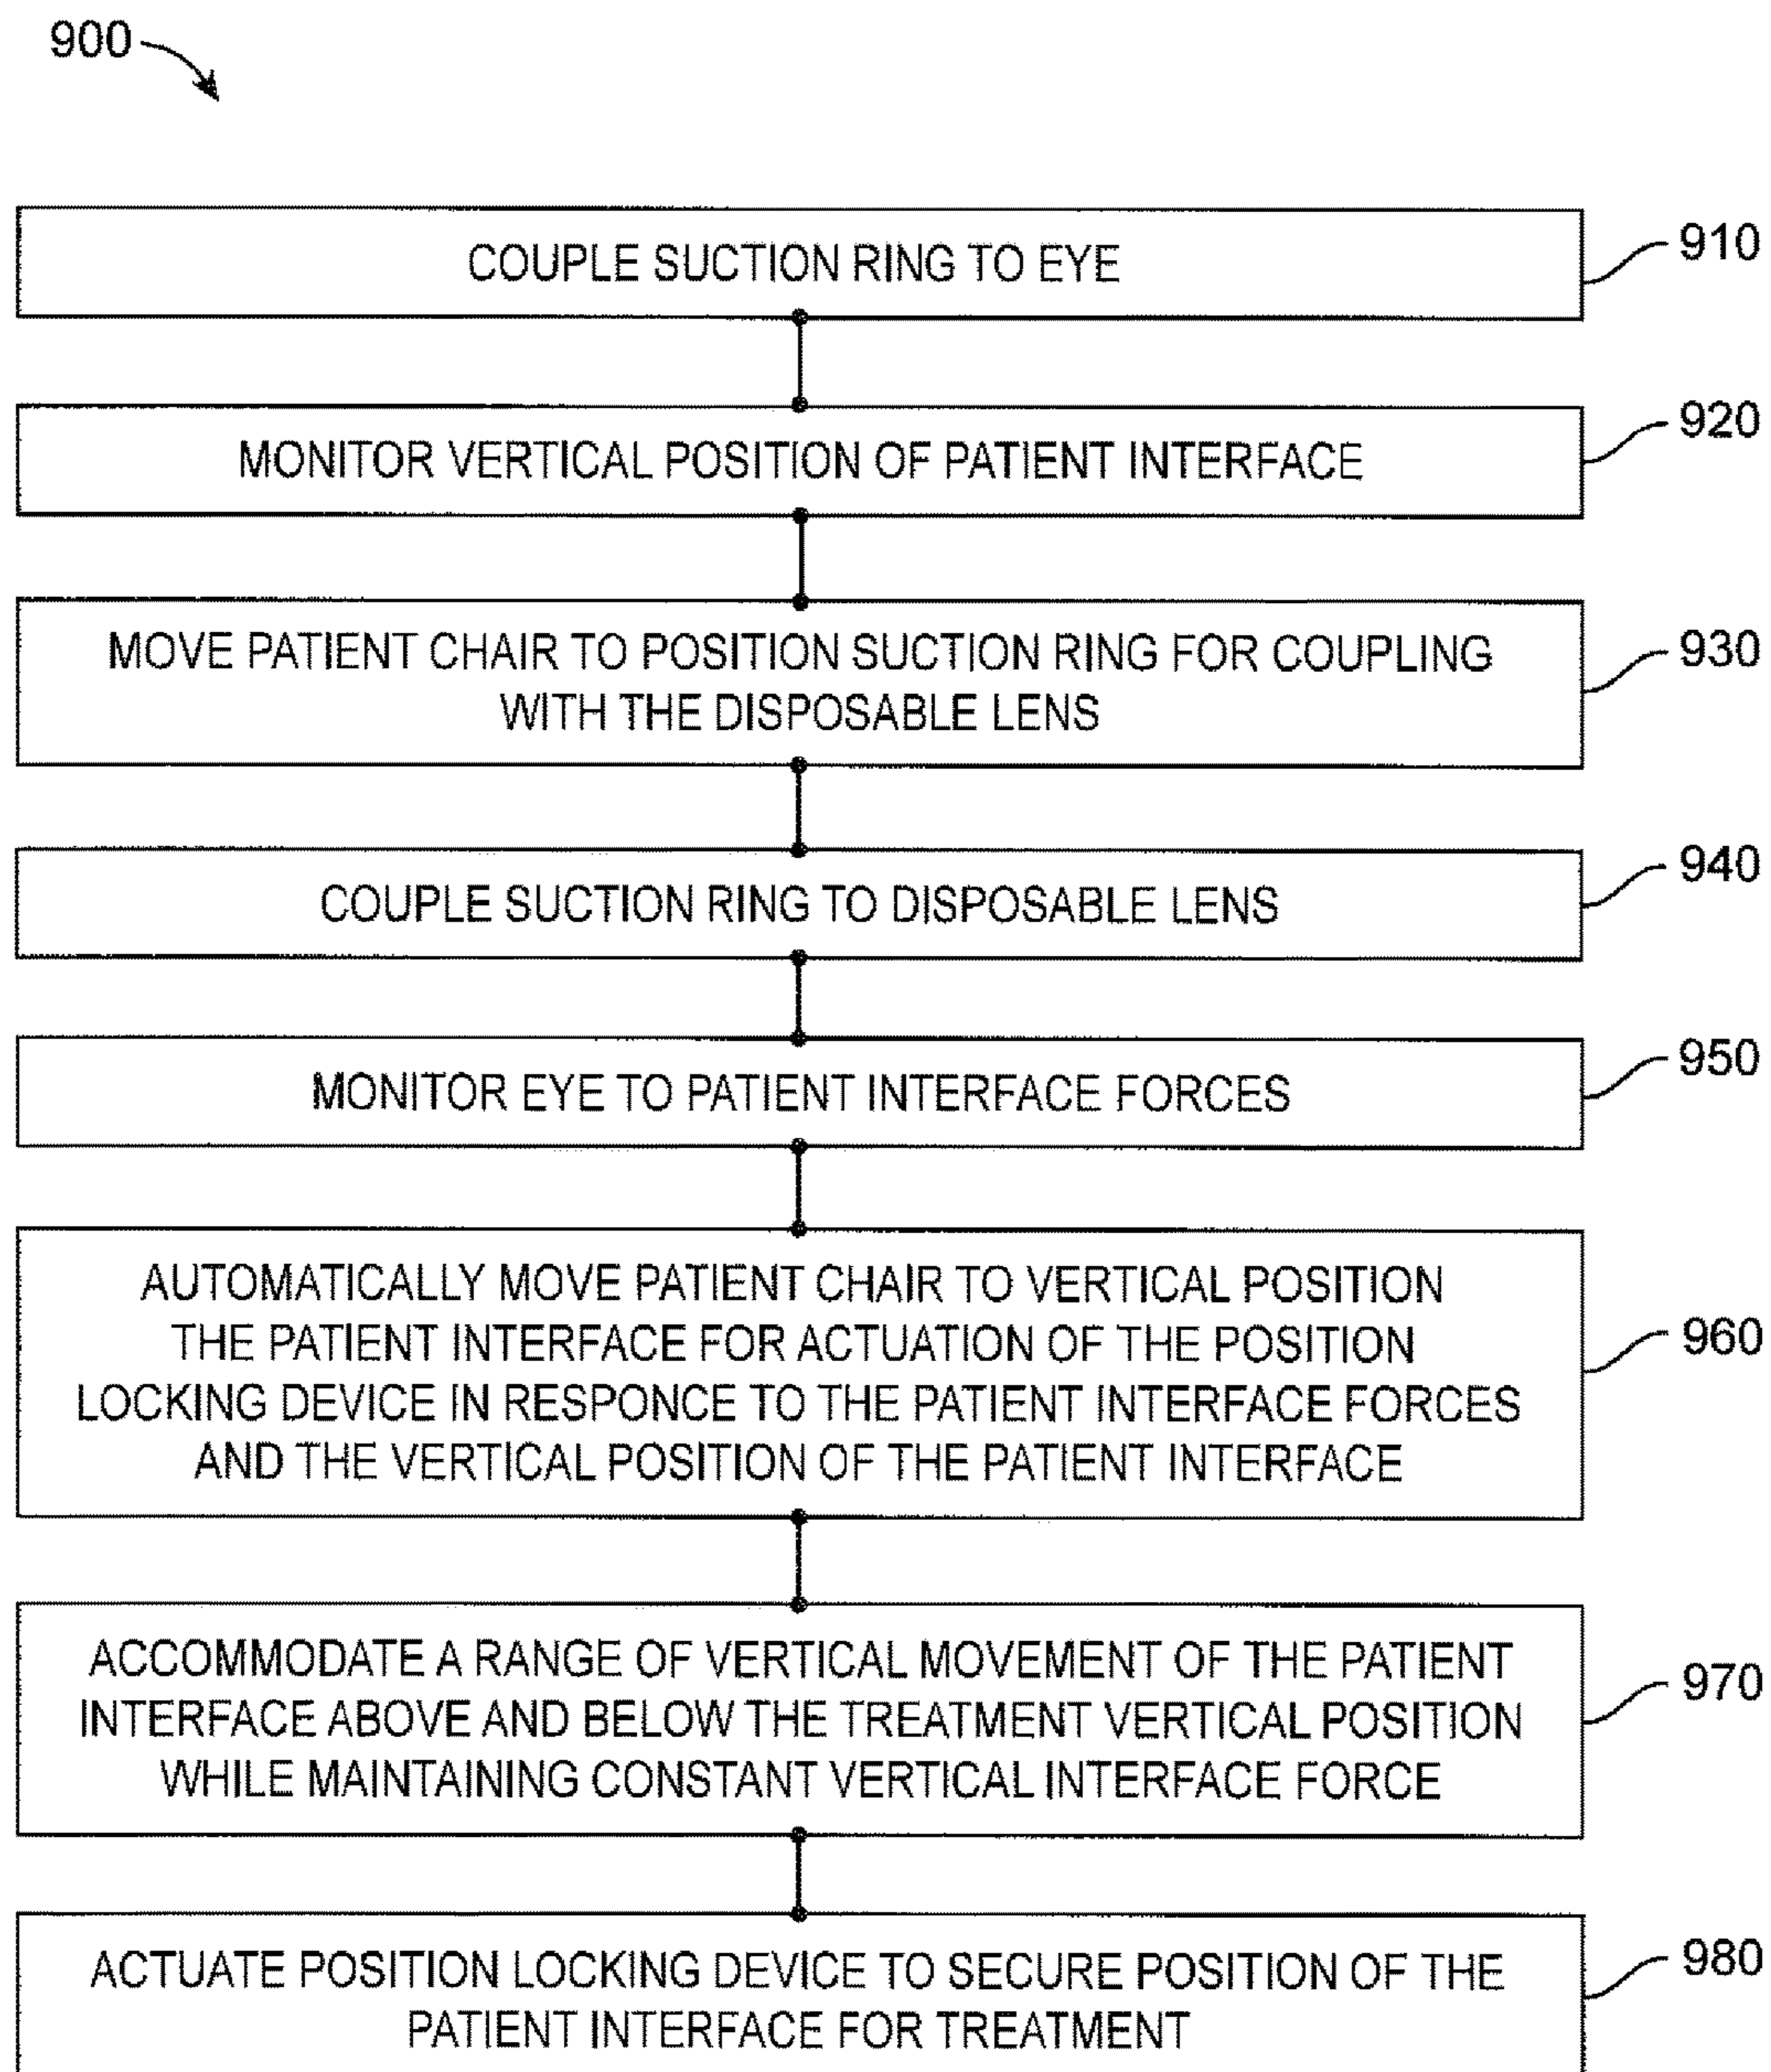 900
COUPLE SUCTION RING TO EYE
910
MONITOR VERTICAL POSITION OF PATIENT INTERFACE
920
MOVE PATIENT CHAIR TO POSITION SUCTION RING FOR COUPLING
WITH THE DISPOSABLE LENS
930
COUPLE SUCTION RING TO DISPOSABLE LENS
940
MONITOR EYE TO PATIENT INTERFACE FORCES
950
AUTOMATICALLY MOVE PATIENT CHAIR TO VERTICAL POSITION
THE PATIENT INTERFACE FOR ACTUATION OF THE POSITION
LOCKING DEVICE IN RESPONCE TO THE PATIENT INTERFACE FORCES
AND THE VERTICAL POSITION OF THE PATIENT INTERFACE
960
ACCOMMODATE A RANGE OF VERTICAL MOVEMENT OF THE PATIENT
INTERFACE ABOVE AND BELOW THE TREATMENT VERTICAL POSITION
WHILE MAINTAINING CONSTANT VERTICAL INTERFACE FORCE
970
ACTUATE POSITION LOCKING DEVICE TO SECURE POSITION OF THE
PATIENT INTERFACE FOR TREATMENT
980